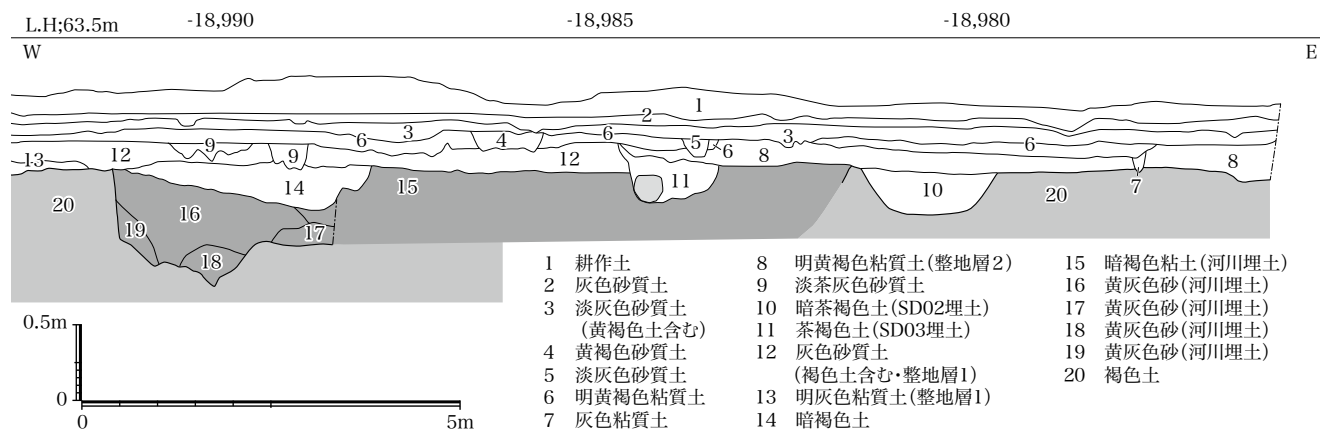 L.H;63.5m
-18,990
-18,985
-18,980
W
E
1
2
3
3
6
6
4
5
6
6
9
9
12
12
13
8
8
14
15
11
10
20
20
7
16
19
17
18
0.5m
0
0
5m
1 耕作土
2 灰色砂質土
3 淡灰色砂質土
(黄褐色土含む)
4 黄褐色砂質土
5 淡灰色砂質土
6 明黄褐色粘質土
7 灰色粘質土
8 明黄褐色粘質土(整地層2)
9 淡茶灰色砂質土
10 暗茶褐色土(SD02埋土)
11 茶褐色土(SD03埋土)
12 灰色砂質土
(褐色土含む・整地層1)
13 明灰色粘質土(整地層1)
14 暗褐色土
15 暗褐色粘土(河川埋土)
16 黄灰色砂(河川埋土)
17 黄灰色砂(河川埋土)
18 黄灰色砂(河川埋土)
19 黄灰色砂(河川埋土)
20 褐色土